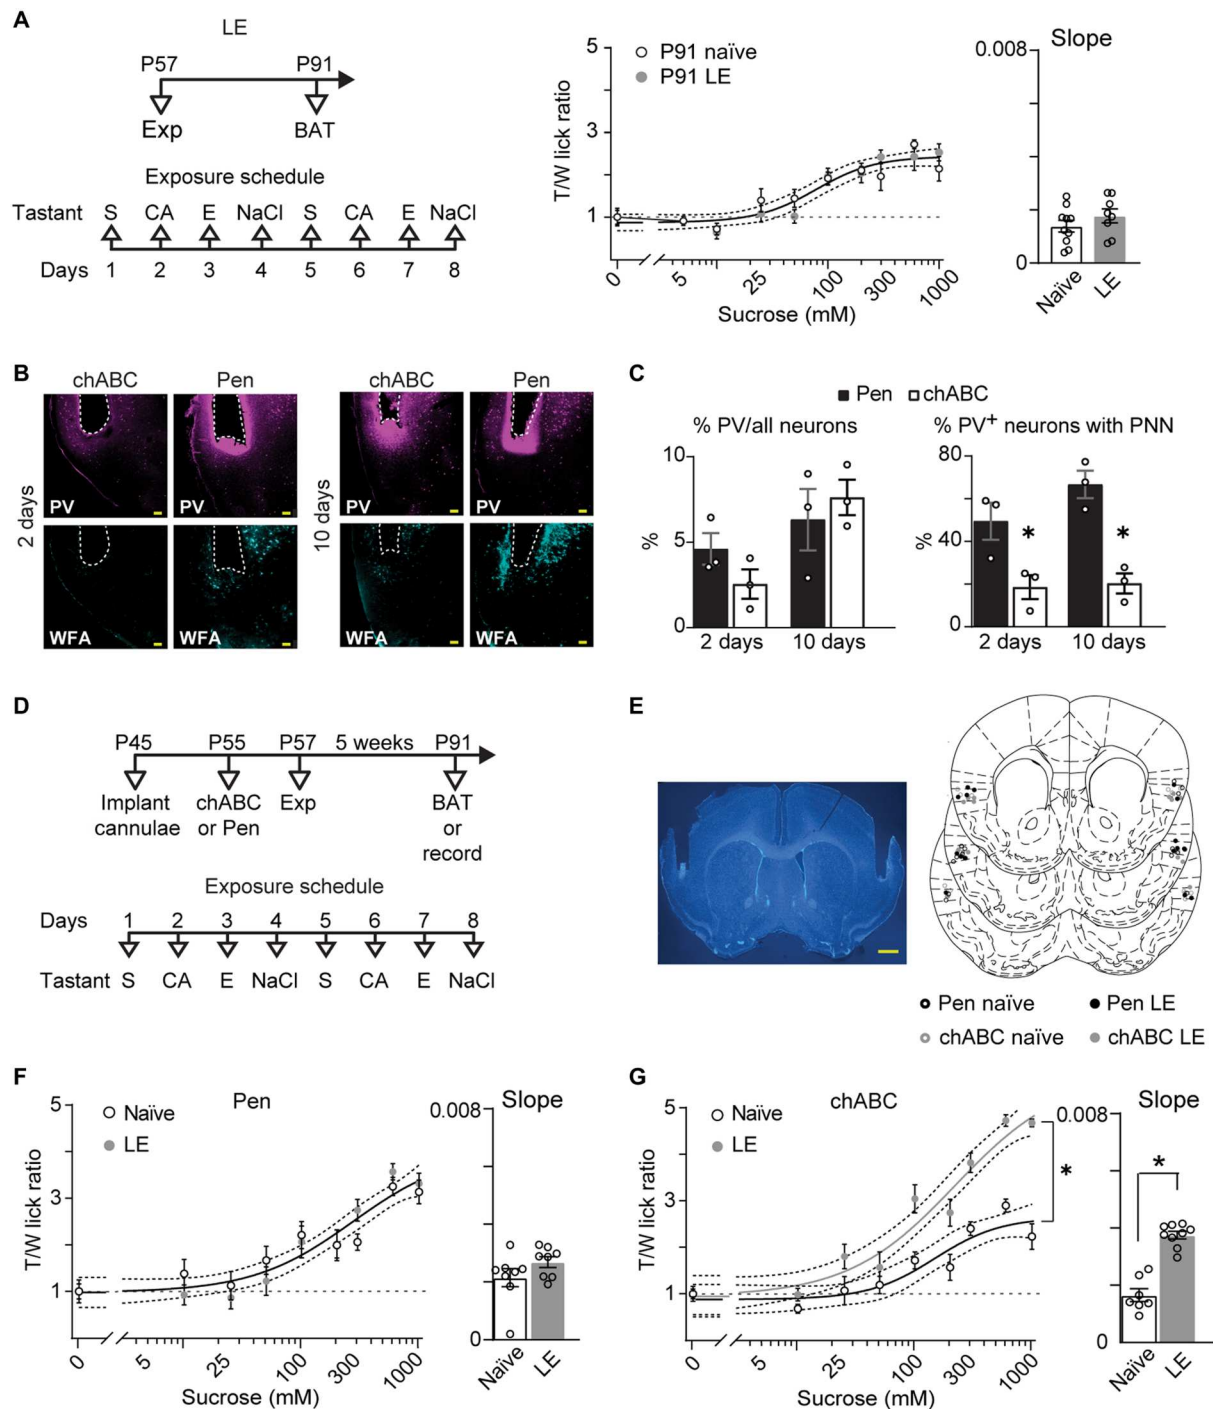 A
LE
P57
P91
Exp
BAT
Exposure schedule
Tastant S CA E NaCl S CA E NaCl
Days 1 2 3 4 5 6 7 8
P91 naïve
P91 LE
T/W lick ratio
5
3
1
0 5 25 100 300 1000
Sucrose (mM)
Slope
0.008
0
Naïve LE
B
chABC Pen chABC Pen
2 days
10 days
PV PV PV PV
WFA WFA WFA WFA
C
Pen chABC
% PV/all neurons
%
10
5
0
2 days 10 days
% PV+ neurons with PNN
%
80
40
0
* *
2 days 10 days
D
P45 P55 P57 5 weeks P91
Implant cannulae
chABC or Pen
Exp
BAT or record
Exposure schedule
Days 1 2 3 4 5 6 7 8
Tastant S CA E NaCl S CA E NaCl
E
Pen naïve Pen LE
chABC naïve chABC LE
F
Naïve
LE
Pen
T/W lick ratio
5
3
1
0 5 25 100 300 1000
Sucrose (mM)
Slope
0.008
0
Naïve LE
G
Naïve
LE
chABC
T/W lick ratio
5
3
1
0 5 25 100 300 1000
Sucrose (mM)
*
Slope
0.008
*
0
Naïve LE